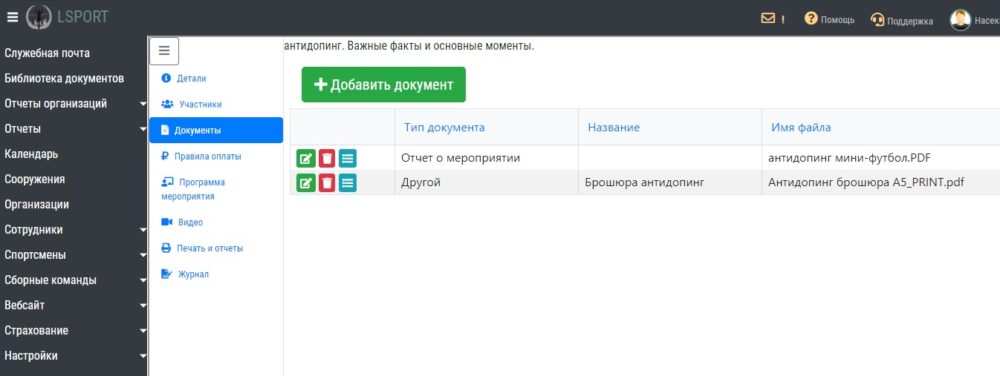 LSPORT
!
Помощь
Поддержка
Насек
Служебная почта
Библиотека документов
Отчеты организаций
Отчеты
Календарь
Сооружения
Организации
Сотрудники
Спортсмены
Сборные команды
Вебсайт
Страхование
Настройки
Детали
Участники
Документы
Правила оплаты
Программа
мероприятия
Видео
Печать и отчеты
Журнал
антидопинг. Важные факты и основные моменты.
Добавить документ
Тип документа Название Имя файла
Отчет о мероприятии антидопинг мини-футбол.PDF
Другой Брошюра антидопинг Антидопинг брошюра А5_PRINT.pdf